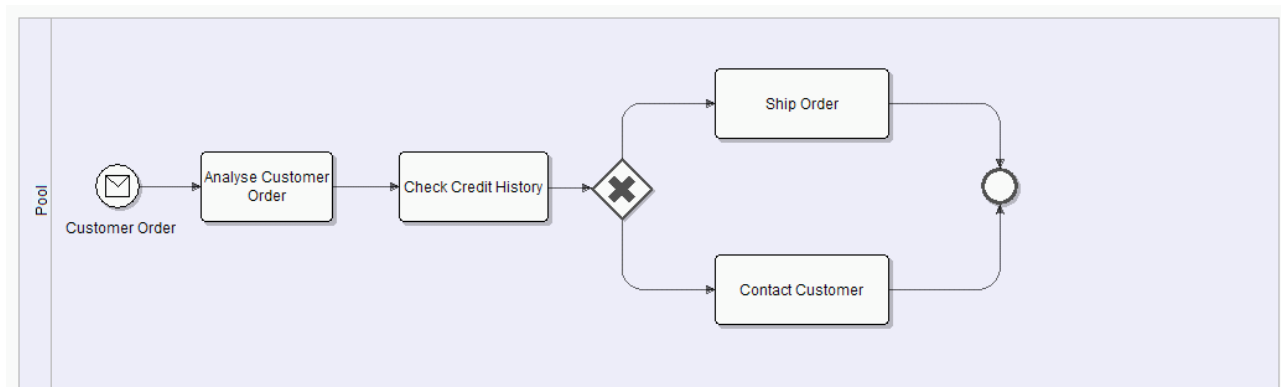 Pool
Customer Order
Analyse Customer
Order
Check Credit History
Ship Order
Contact Customer